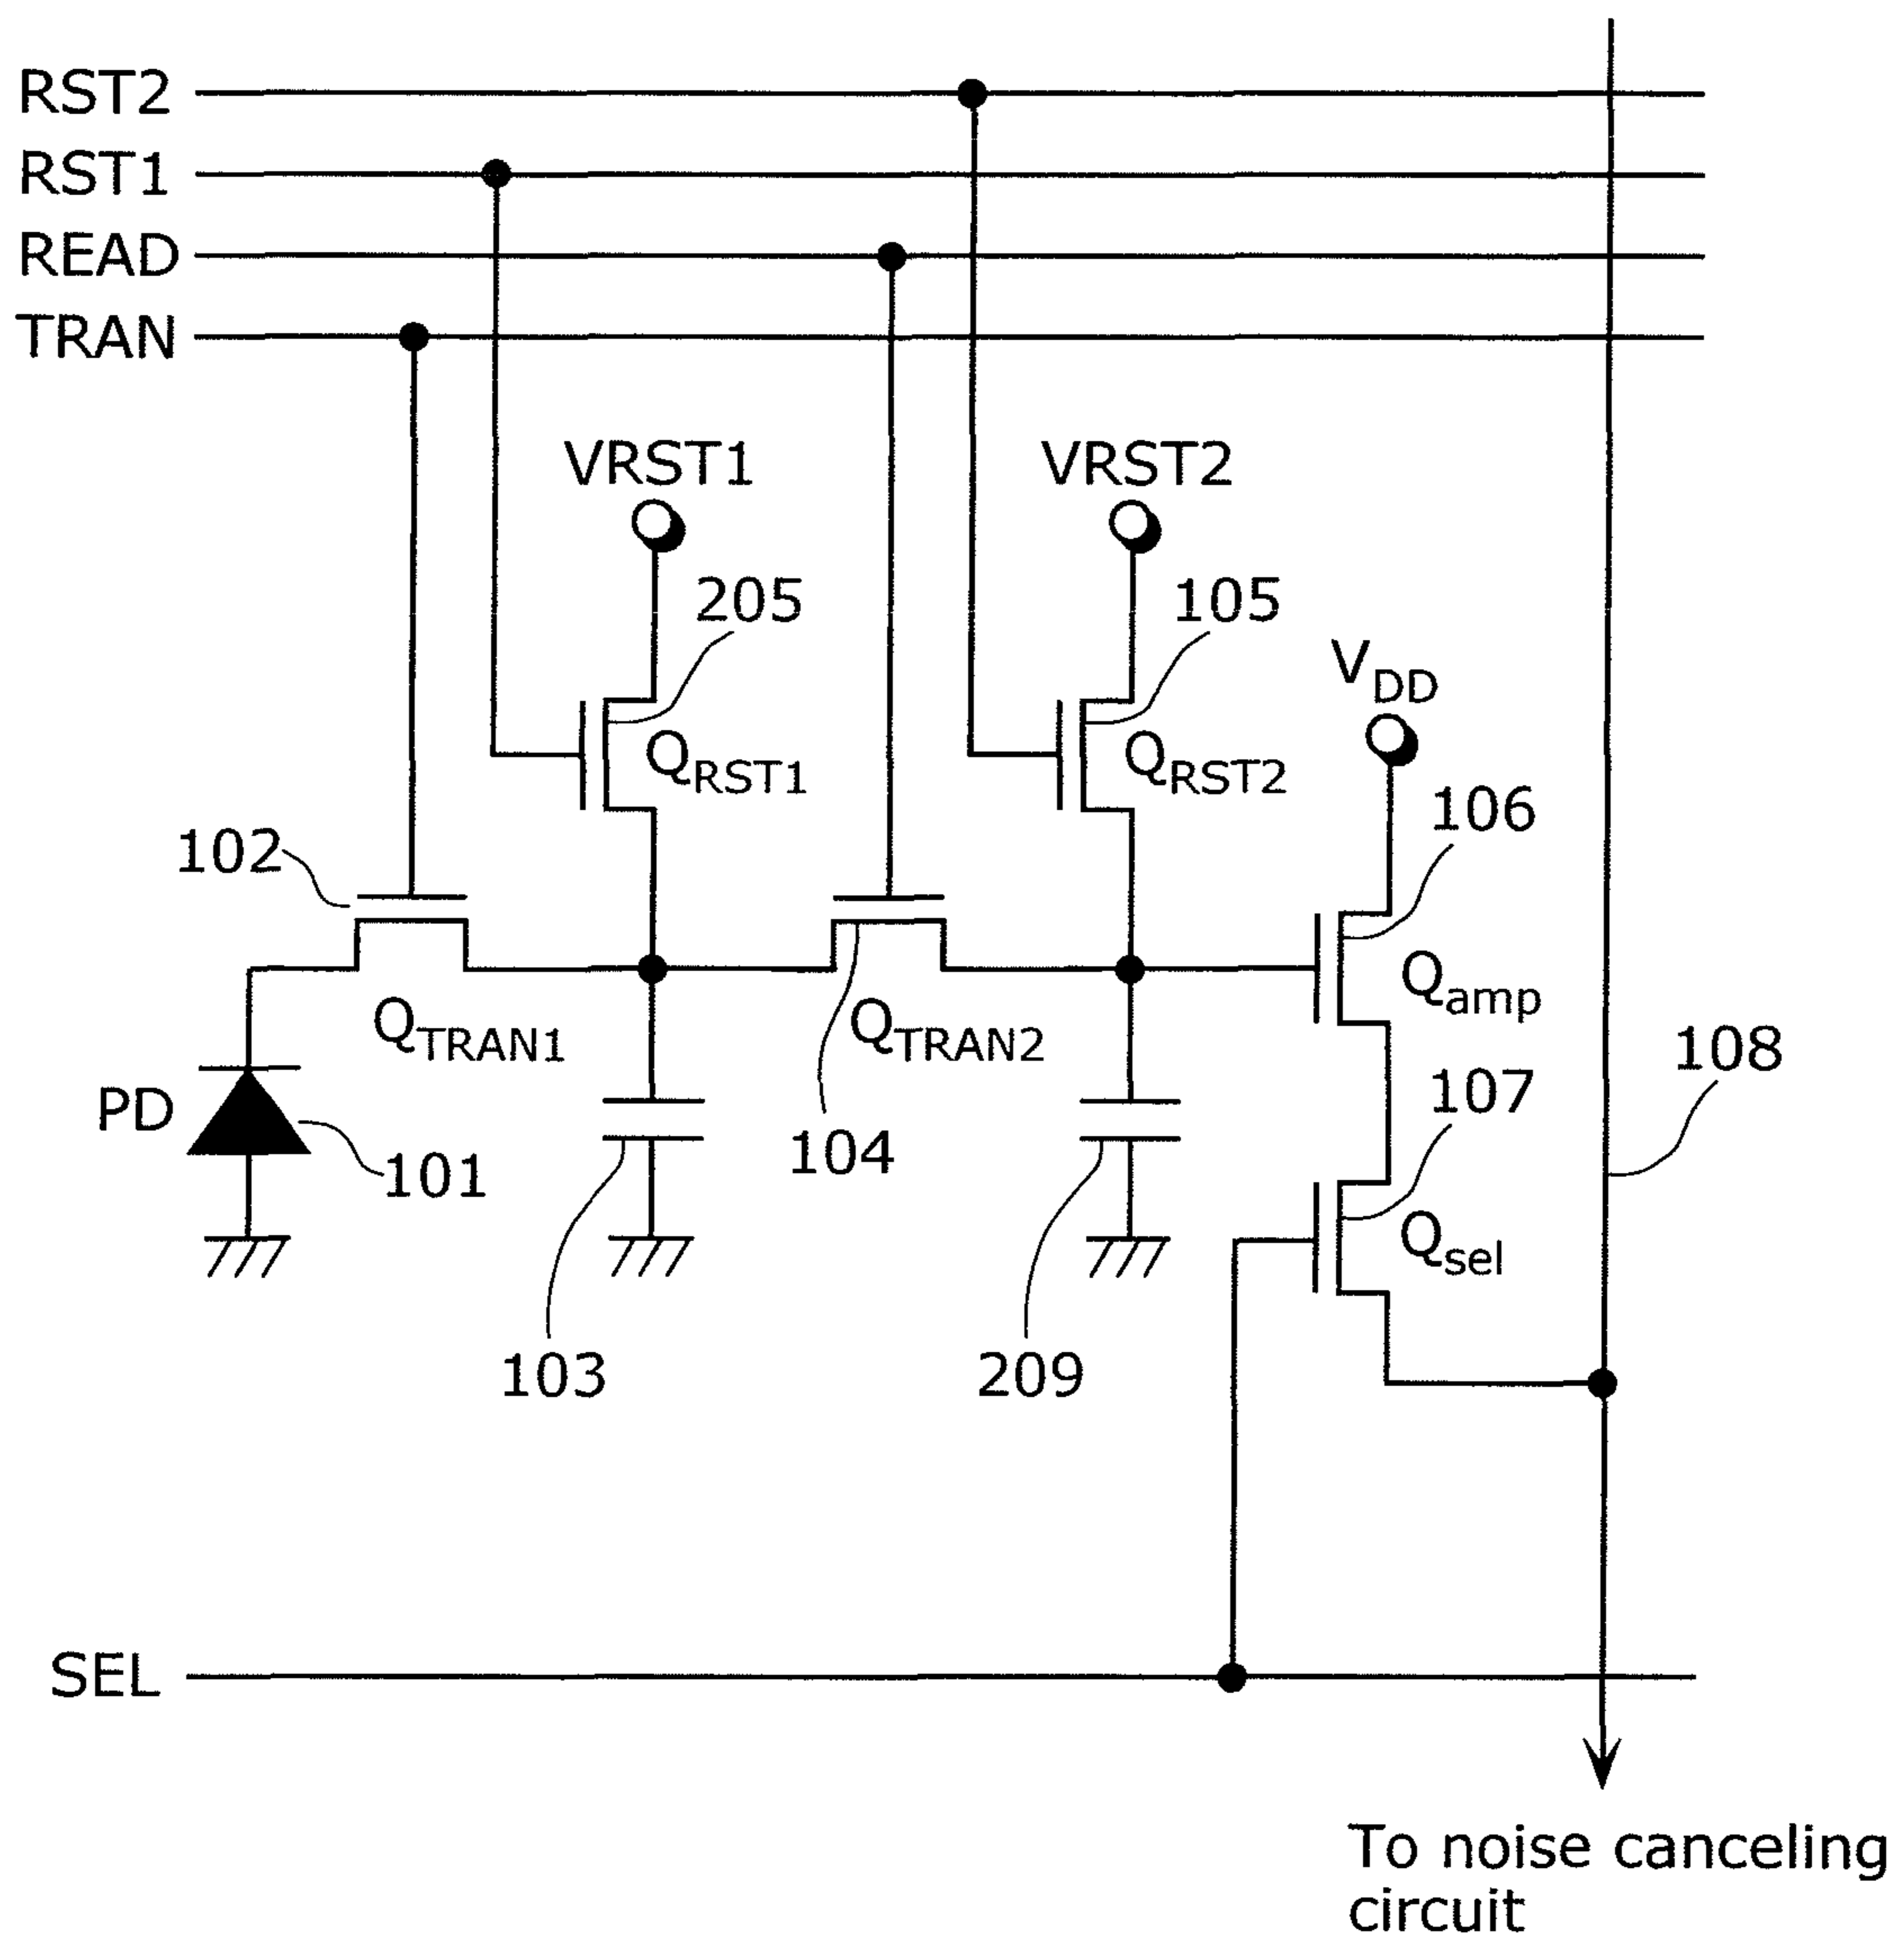 RST2
RST1
READ
TRAN
VRST1
VRST2
205
105
VDD
QRST1
QRST2
106
102
Qamp
QTRAN1
QTRAN2
108
107
PD
104
101
Qsel
103
209
SEL
To noise canceling
circuit